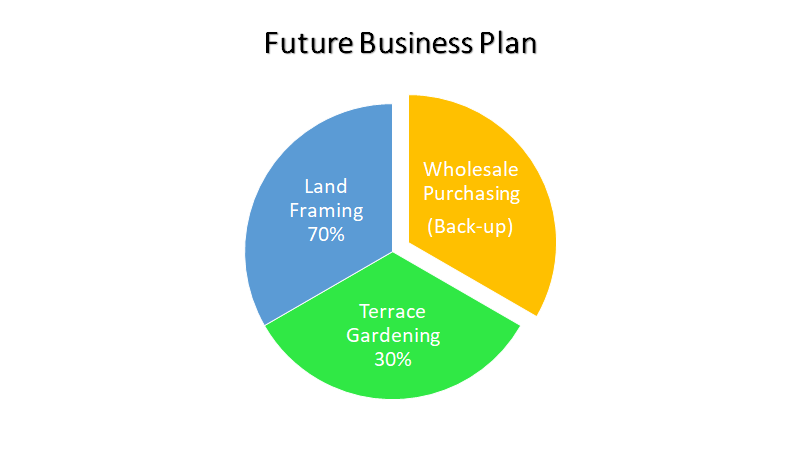 Future Business Plan
Land
Framing
70%
Wholesale
Purchasing
(Back-up)
Terrace
Gardening
30%